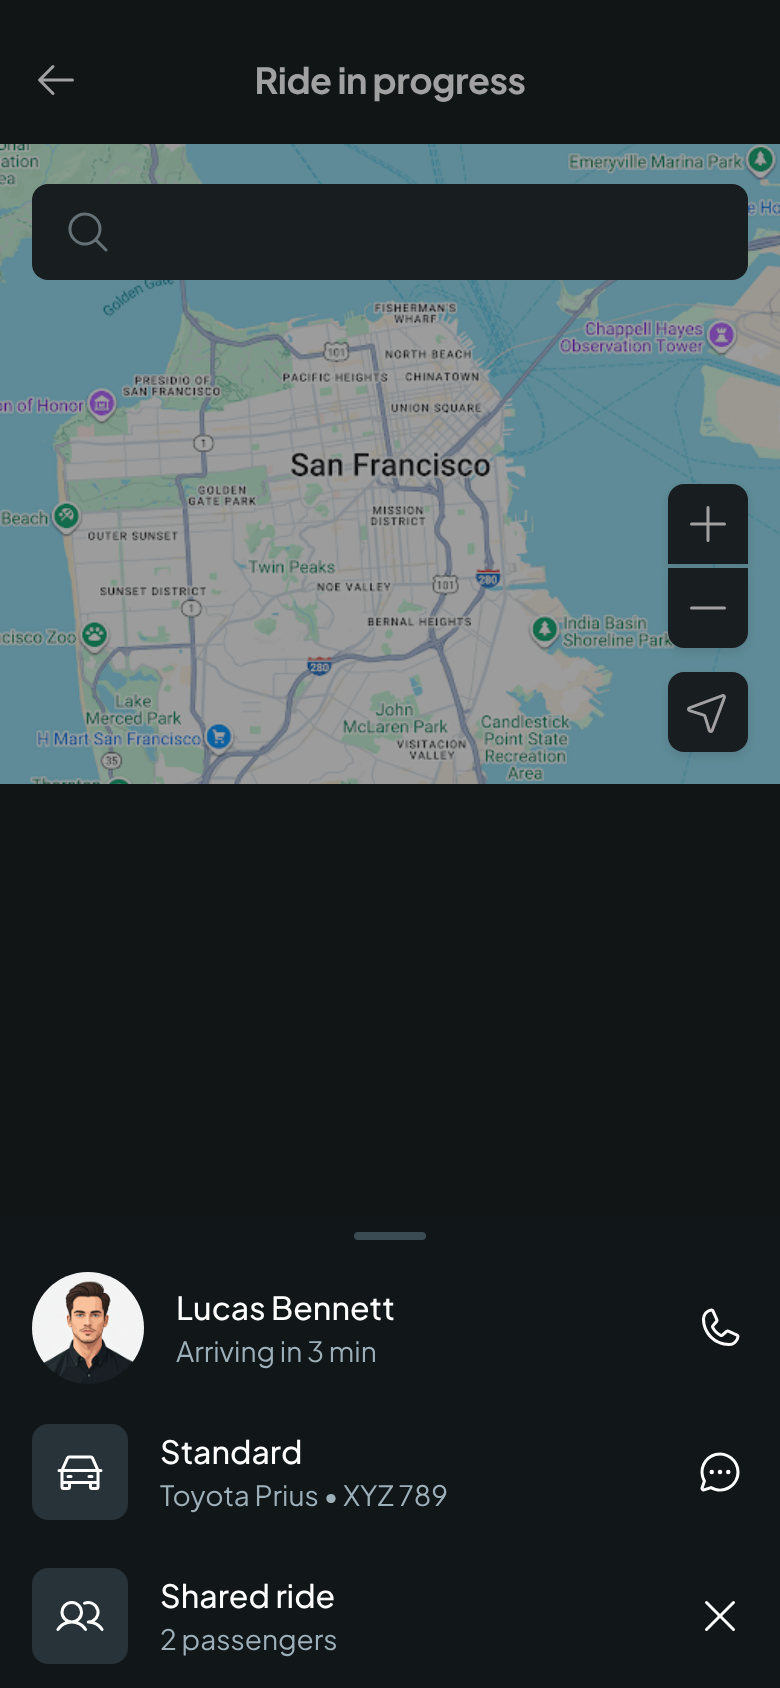 Ride in progress
ation
ea
Emeryville Marina Park
e Ho
Golden Gate
FISHERMAN'S
WHARF
Chappell Hayes
Observation Tower
101
NORTH BEACH
PACIFIC HEIGHTS
CHINATOWN
PRESIDIO OF
SAN FRANCISCO
on of Honor
UNION SQUARE
1
San Francisco
GOLDEN
GATE PARK
Beach
MISSION
DISTRICT
OUTER SUNSET
Twin Peaks
280
SUNSET DISTRICT
NOE VALLEY
101
1
BERNAL HEIGHTS
India Basin
Shoreline Park
cisco Zoo
280
Lake
Merced Park
John
McLaren Park
Candlestick
Point State
Recreation
Area
H Mart San Francisco
VISITACION
VALLEY
35
Lucas Bennett
Arriving in 3 min
Standard
Toyota Prius • XYZ 789
Shared ride
2 passengers